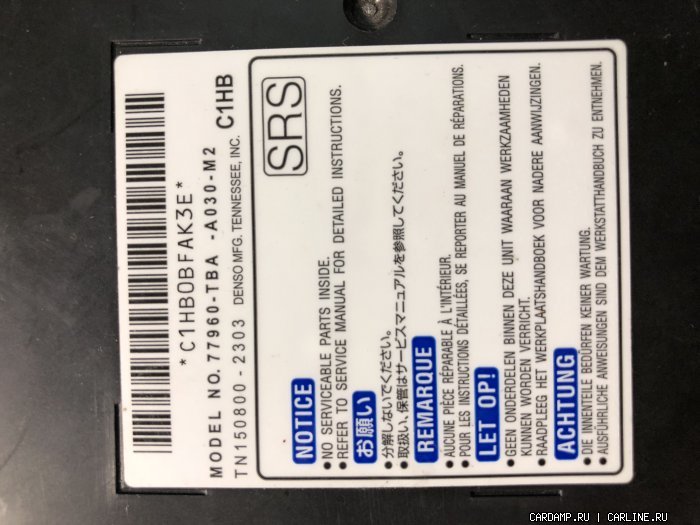 *C1HB0BFAK3E*
MODEL NO. 77960-TBA -A030-M2 C1HB
TN150800-2303 DENSO MFG. TENNESSEE, INC.
SRS
NOTICE
• NO SERVICEABLE PARTS INSIDE.
• REFER TO SERVICE MANUAL FOR DETAILED INSTRUCTIONS.
お願い
• 分解しないでください。
• 取扱い、保管はサービスマニュアルを参照してください。
REMARQUE
• AUCUNE PIÈCE RÉPARABLE À L'INTÉRIEUR.
• POUR LES INSTRUCTIONS DÉTAILLÉES, SE REPORTER AU MANUEL DE RÉPARATIONS.
LET OP!
• GEEN ONDERDELEN BINNEN DEZE UNIT WAARAAN WERKZAAMHEDEN
KUNNEN WORDEN VERRICHT.
• RAADPLEEG HET WERKPLAATSHANDBOEK VOOR NADERE AANWIJZINGEN.
ACHTUNG
• DIE INNENTEILE BEDÜRFEN KEINER WARTUNG.
• AUSFÜHRLICHE ANWEISUNGEN SIND DEM WERKSTATTHANDBUCH ZU ENTNEHMEN.
CARDAMP.RU | CARLINE.RU